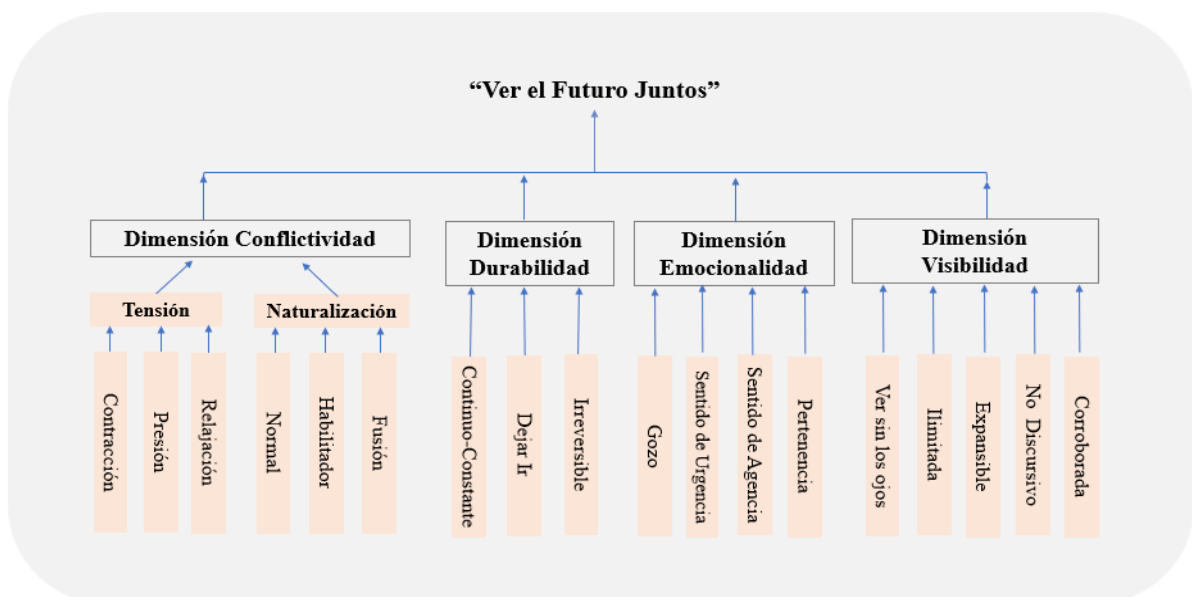 “Ver el Futuro Juntos”
Dimensión Conflictividad
Dimensión
Durabilidad
Dimensión
Emocionalidad
Dimensión
Visibilidad
Tensión
Naturalización
Contracción
Presión
Relajación
Normal
Habilitador
Fusión
Continuo-Constante
Dejar Ir
Irreversible
Gozo
Sentido de Urgencia
Sentido de Agencia
Pertenencia
Ver sin los ojos
Ilimitada
Expansible
No Discursivo
Corroborada